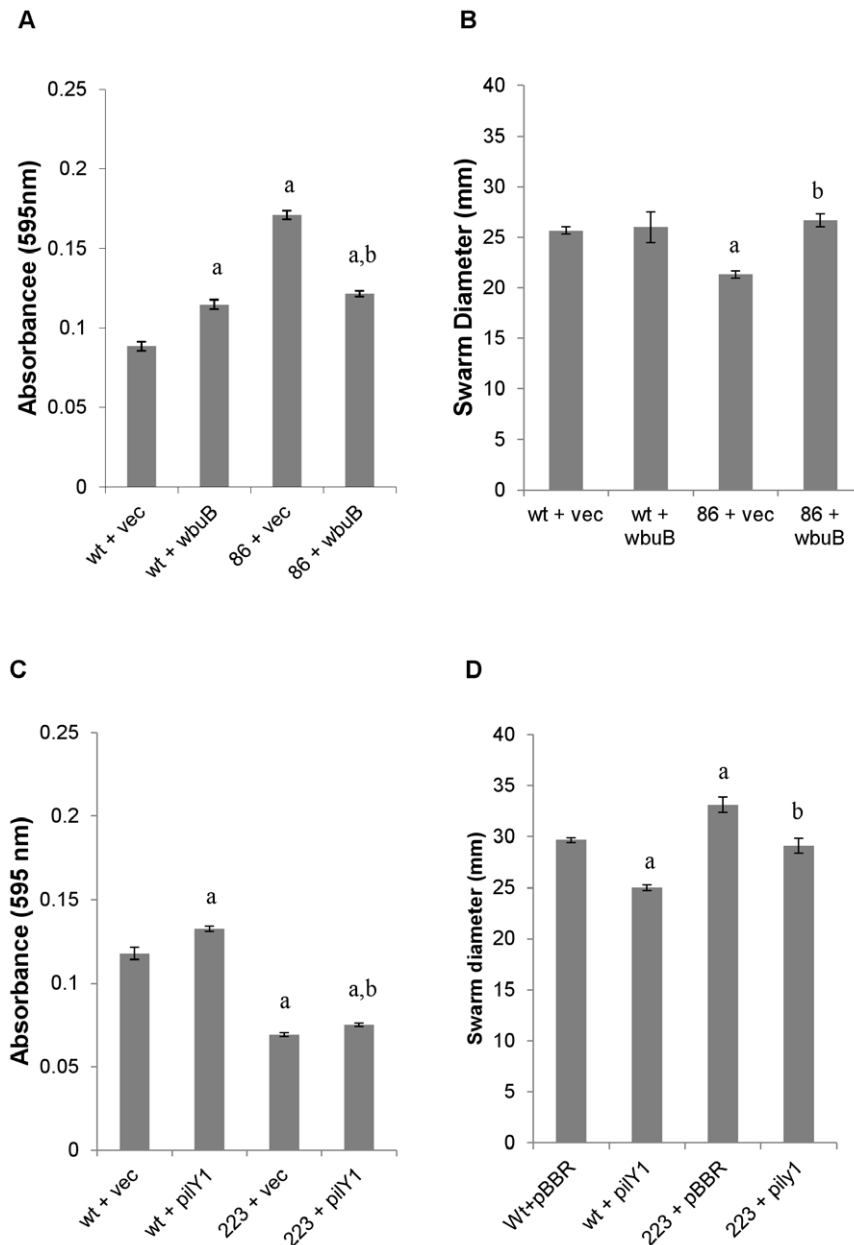 A
Absorbancee (595nm)
0.25
0.2
0.15
0.1
0.05
0
a
a
a,b
wt + vec
wt + wbuB
86 + vec
86 + wbuB
B
Swarm Diameter (mm)
40
35
30
25
20
15
10
5
0
a
b
wt + vec
wt +
wbuB
86 + vec
86 +
wbuB
C
Absorbance (595 nm)
0.25
0.2
0.15
0.1
0.05
0
a
a
a,b
wt + vec
wt + pilY1
223 + vec
223 + pilY1
D
Swarm diameter (mm)
40
35
30
25
20
15
10
5
0
a
a
b
Wt+pBBR
wt + pilY1
223 + pBBR
223 + pily1